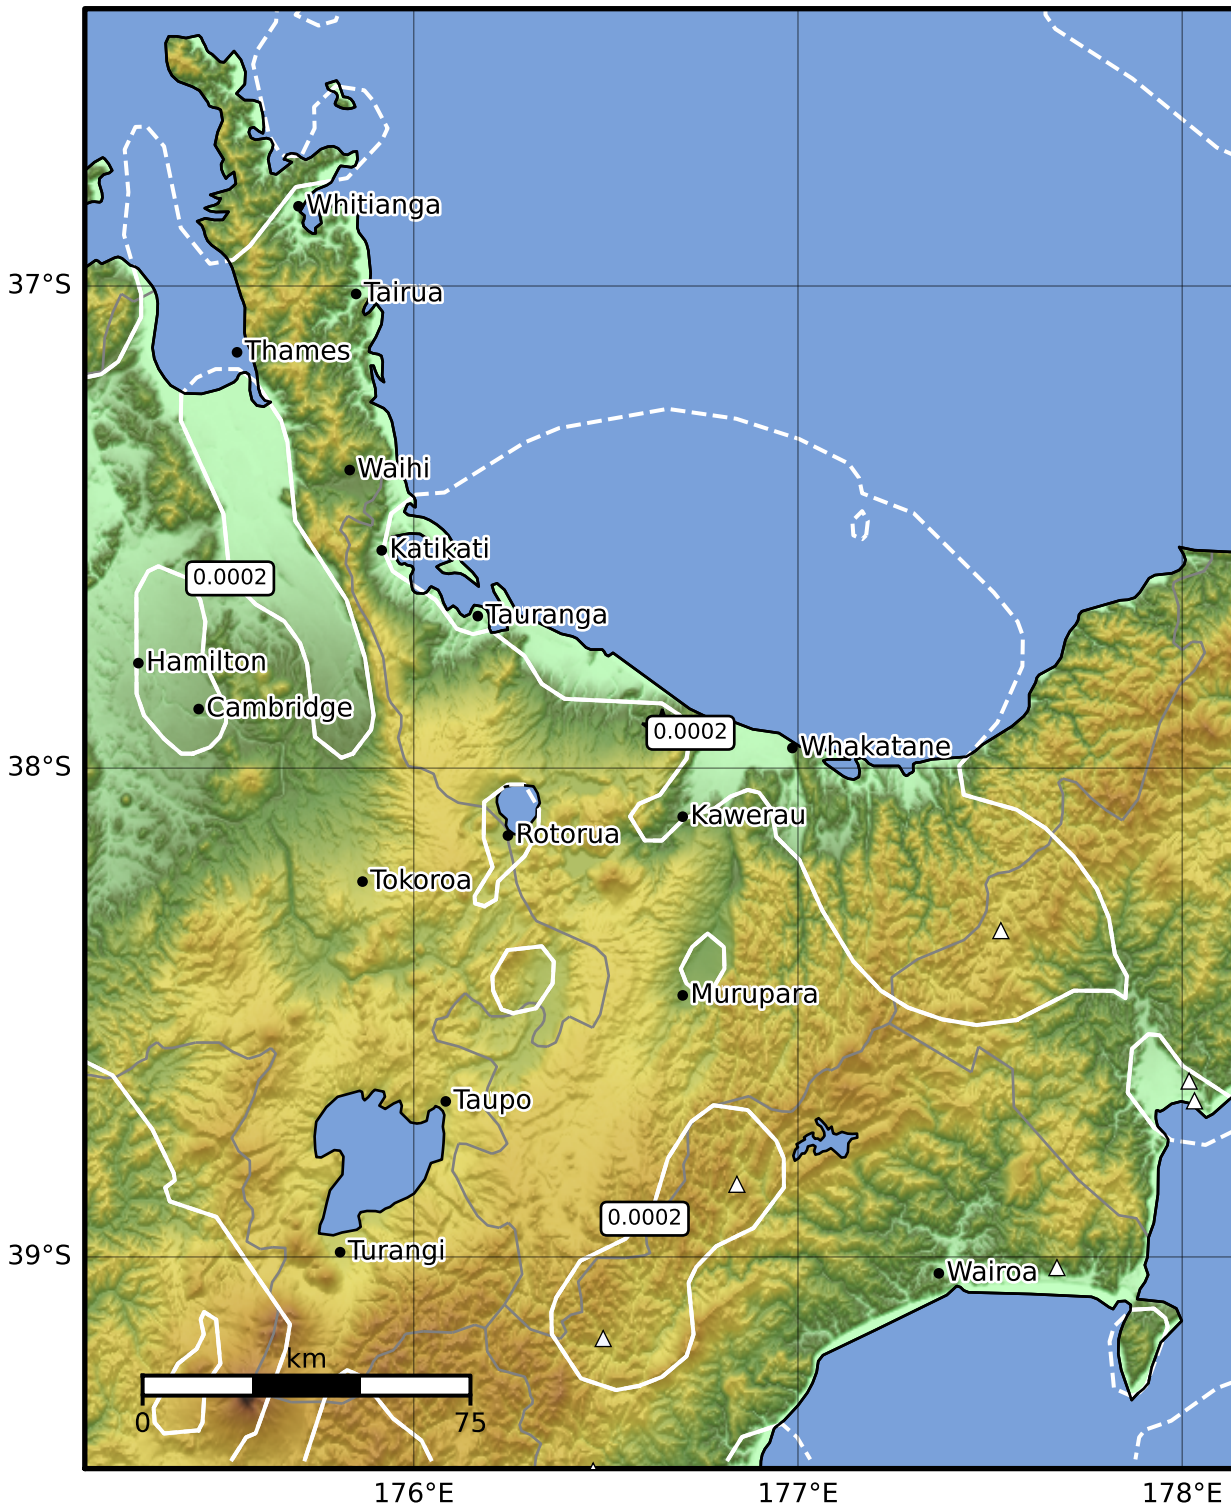 Whitianga
37°S
Tairua
Thames
Waihi
Katikati
0.0002
Tauranga
Hamilton
Cambridge
0.0002
Whakatane
38°S
Kawerau
Rotorua
Tokoroa
Murupara
Taupo
0.0002
Turangi
39°S
Wairoa
km
0 75
176°E 177°E 178°E